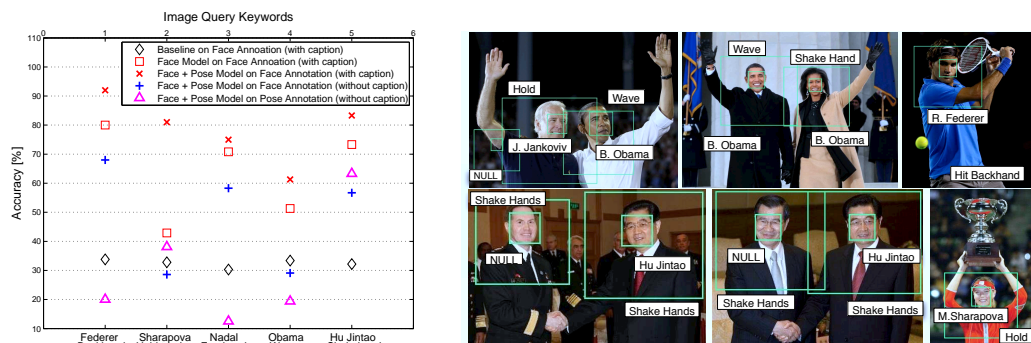 Image Query Keywords
0 1 2 3 4 5 6
110
100
90
80
70
60
50
40
30
20
10
Accuracy [%]
Baseline on Face Annoation (with caption)
Face Model on Face Annotation (with caption)
Face + Pose Model on Face Annotation (with caption)
Face + Pose Model on Face Annotation (without caption)
Face + Pose Model on Pose Annotation (without caption)
Federer Sharapova Nadal Obama Hu Jintao
Hold
Wave
J. Jankoviv
B. Obama
NULL
Wave
Shake Hand
B. Obama
B. Obama
R. Federer
Hit Backhand
Shake Hands
NULL
Hu Jintao
Shake Hands
NULL
Hu Jintao
Shake Hands
Shake Hands
M.Sharapova
Hold